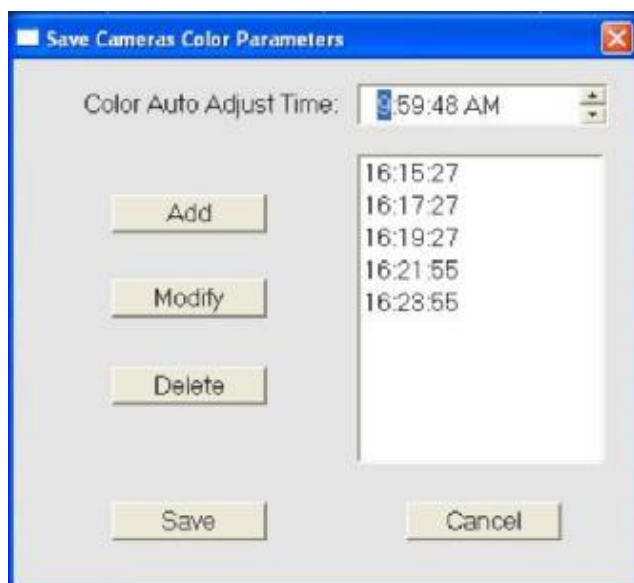 Save Cameras Color Parameters
Color Auto Adjust Time: 9:59:48 AM
16:15:27
16:17:27
16:19:27
16:21:55
16:23:55
Add
Modify
Delete
Save
Cancel